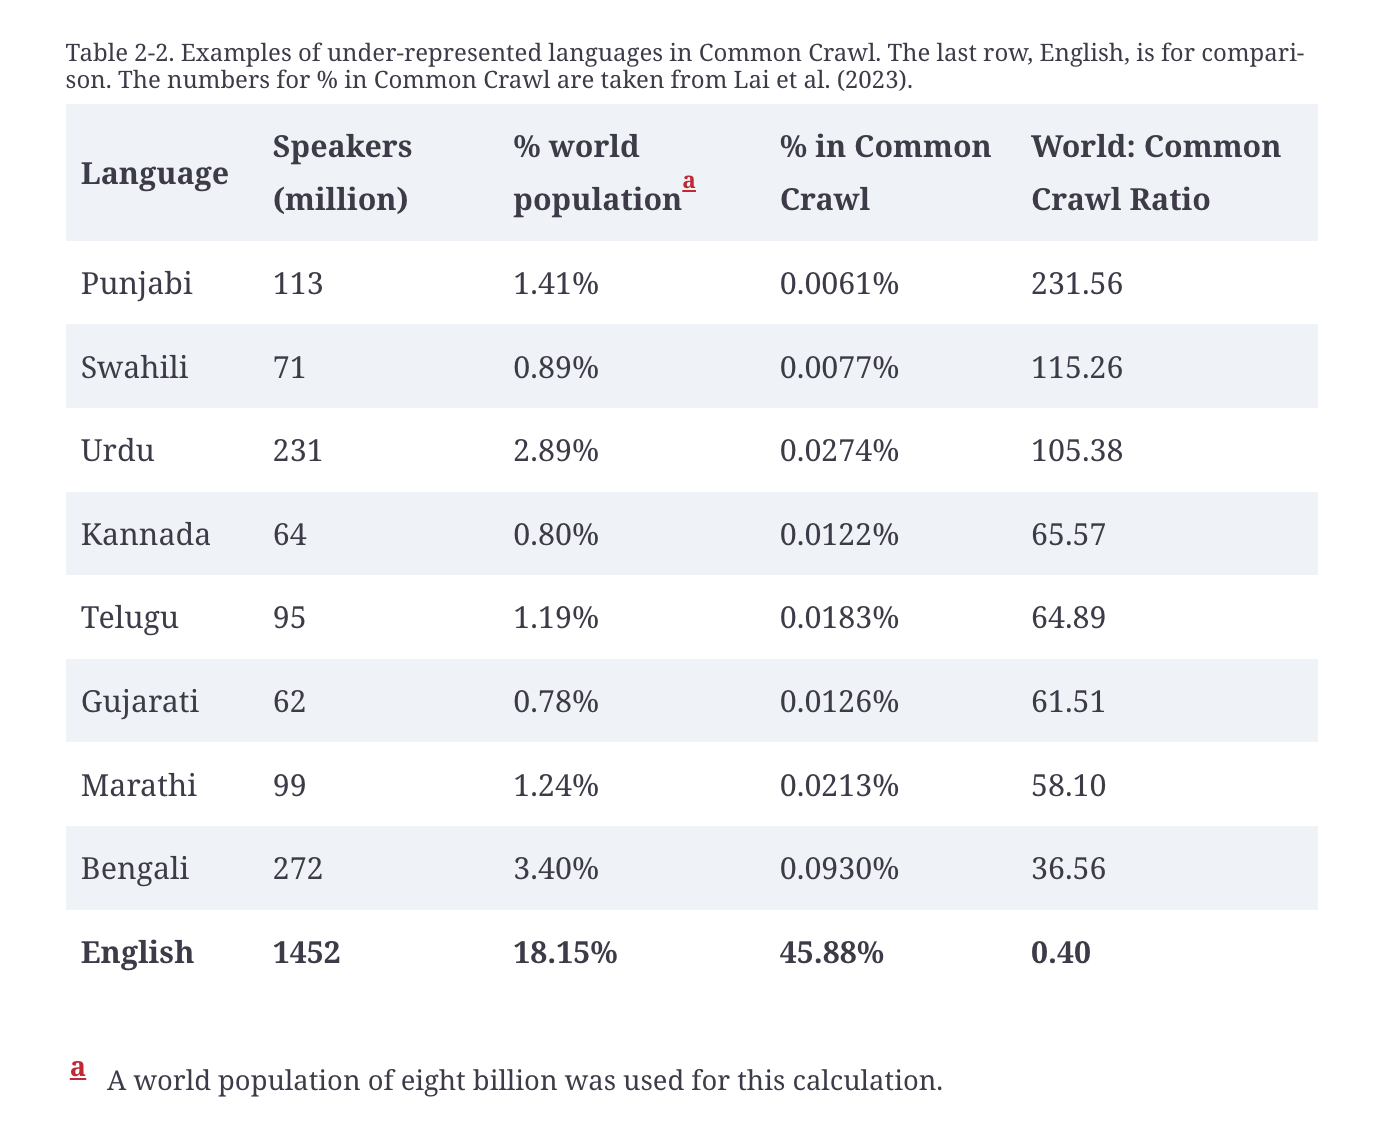 Table 2-2. Examples of under-represented languages in Common Crawl. The last row, English, is for compari-
son. The numbers for % in Common Crawl are taken from Lai et al. (2023).
Language Speakers (million) % world population a % in Common Crawl World: Common Crawl Ratio
Punjabi 113 1.41% 0.0061% 231.56
Swahili 71 0.89% 0.0077% 115.26
Urdu 231 2.89% 0.0274% 105.38
Kannada 64 0.80% 0.0122% 65.57
Telugu 95 1.19% 0.0183% 64.89
Gujarati 62 0.78% 0.0126% 61.51
Marathi 99 1.24% 0.0213% 58.10
Bengali 272 3.40% 0.0930% 36.56
English 1452 18.15% 45.88% 0.40
a A world population of eight billion was used for this calculation.